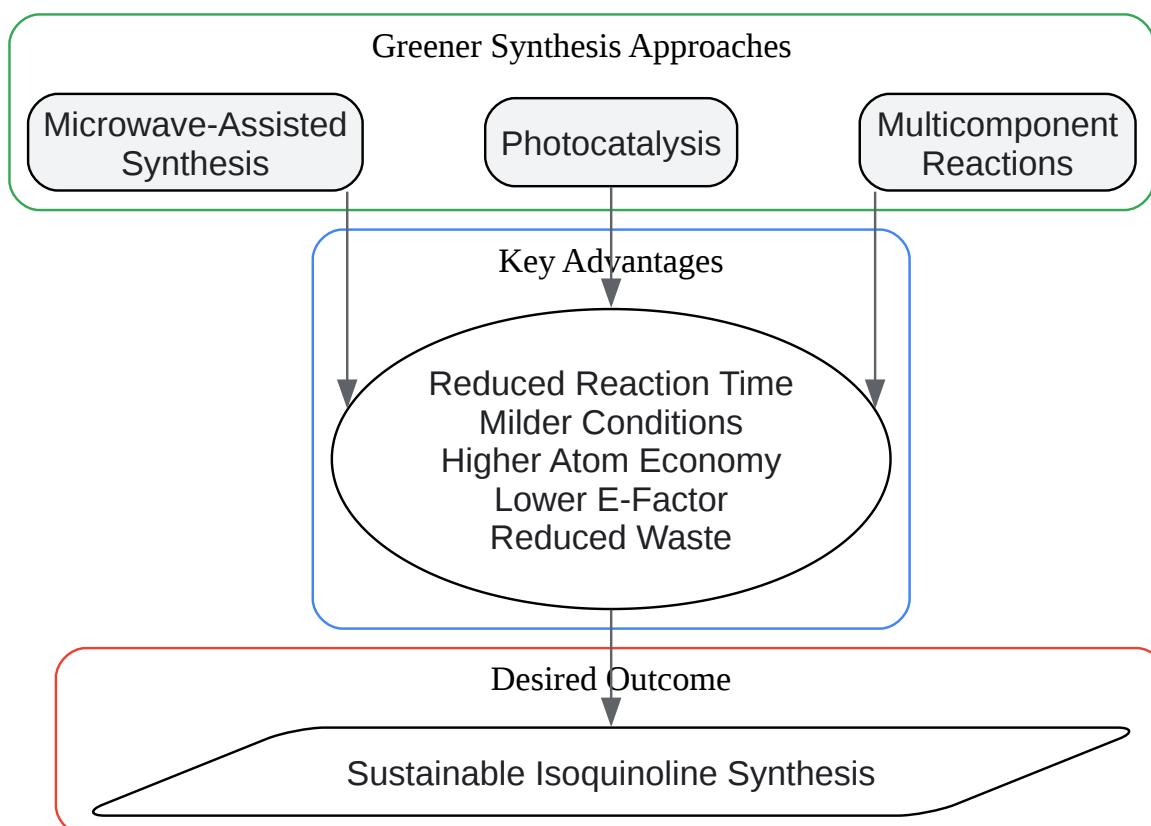 Greener Synthesis Approaches
Microwave-Assisted
Synthesis
Photocatalysis
Multicomponent
Reactions
Key Advantages
Reduced Reaction Time
Milder Conditions
Higher Atom Economy
Lower E-Factor
Reduced Waste
Desired Outcome
Sustainable Isoquinoline Synthesis